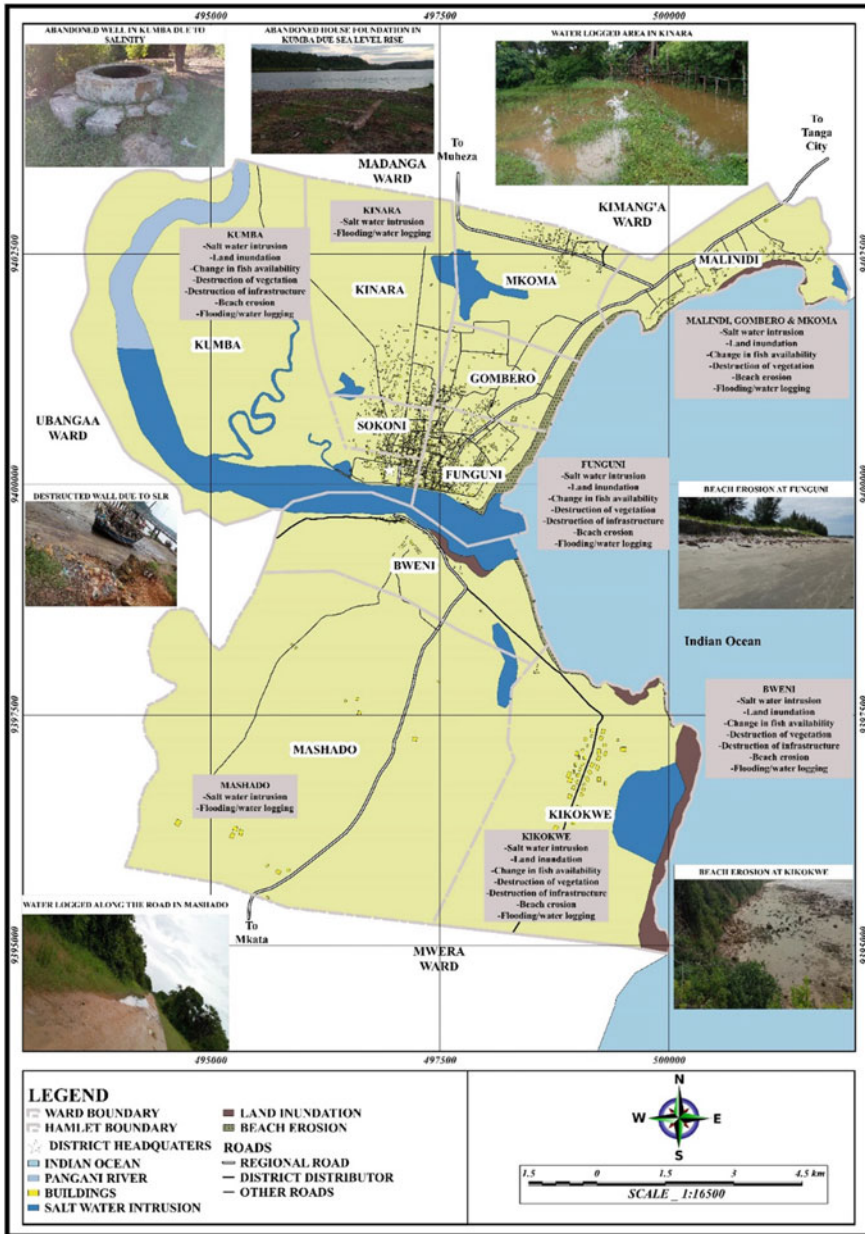 ABANDONED WELL IN KUMBA DUE TO
SALINITY
ABANDONED HOUSE FOUNDATION IN
KUMBA DUE SEA LEVEL RISE
WATER LOGGED AREA IN KINARA
495000
497500
500000
To
Muheza
To
Tanga
City
MADANGA
WARD
KIMANG'A
WARD
9402500
9402500
KUMBA
-Salt water intrusion
-Land inundation
-Change in fish availability
-Destruction of vegetation
-Destruction of infrastructure
-Beach erosion
-Flooding/water logging
KINARA
-Salt water intrusion
-Flooding/water logging
MALINIDI
MKOMA
KINARA
KUMBA
MALINDI, GOMBERO & MKOMA
-Salt water intrusion
-Land inundation
-Change in fish availability
-Destruction of vegetation
-Beach erosion
-Flooding/water logging
GOMBERO
UBANGAA
WARD
SOKONI
FUNGUNI
9400000
9400000
FUNGUNI
-Salt water intrusion
-Land inundation
-Change in fish availability
-Destruction of vegetation
-Destruction of infrastructure
-Beach erosion
-Flooding/water logging
DESTRUCTED WALL DUE TO SLR
BEACH EROSION AT FUNGUNI
BWENI
Indian Ocean
BWENI
-Salt water intrusion
-Land inundation
-Change in fish availability
-Destruction of vegetation
-Destruction of infrastructure
-Beach erosion
-Flooding/water logging
9397500
9397500
MASHADO
MASHADO
-Salt water intrusion
-Flooding/water logging
KIKOKWE
KIKOKWE
-Salt water intrusion
-Land inundation
-Change in fish availability
-Destruction of vegetation
-Destruction of infrastructure
-Beach erosion
-Flooding/water logging
BEACH EROSION AT KIKOKWE
WATER LOGGED ALONG THE ROAD IN MASHADO
To
Mkata
MWERA
WARD
9395000
9395000
495000
497500
500000
LEGEND
WARD BOUNDARY
HAMLET BOUNDARY
DISTRICT HEADQUATERS
INDIAN OCEAN
PANGANI RIVER
BUILDINGS
SALT WATER INTRUSION
LAND INUNDATION
BEACH EROSION
ROADS
REGIONAL ROAD
DISTRICT DISTRIBUTOR
OTHER ROADS
N
W
E
S
1.5 0 1.5 3 4.5 km
SCALE _ 1:16500